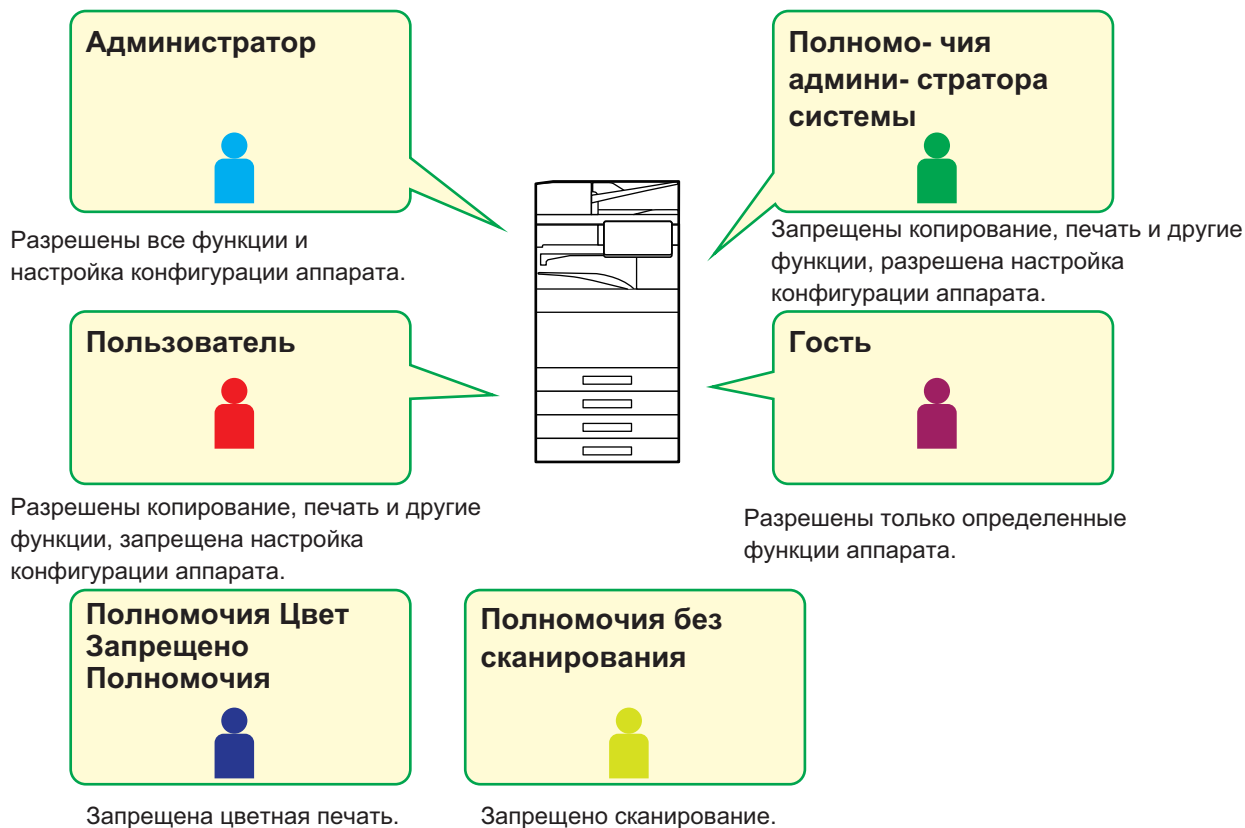 Администратор
Разрешены все функции и
настройка конфигурации аппарата.
Полномо- чия
админи- стратора
системы
Запрещены копирование, печать и другие
функции, разрешена настройка
конфигурации аппарата.
Пользователь
Разрешены копирование, печать и другие
функции, запрещена настройка
конфигурации аппарата.
Гость
Разрешены только определенные
функции аппарата.
Полномочия Цвет
Запрещено
Полномочия
Запрещена цветная печать.
Полномочия без
сканирования
Запрещено сканирование.